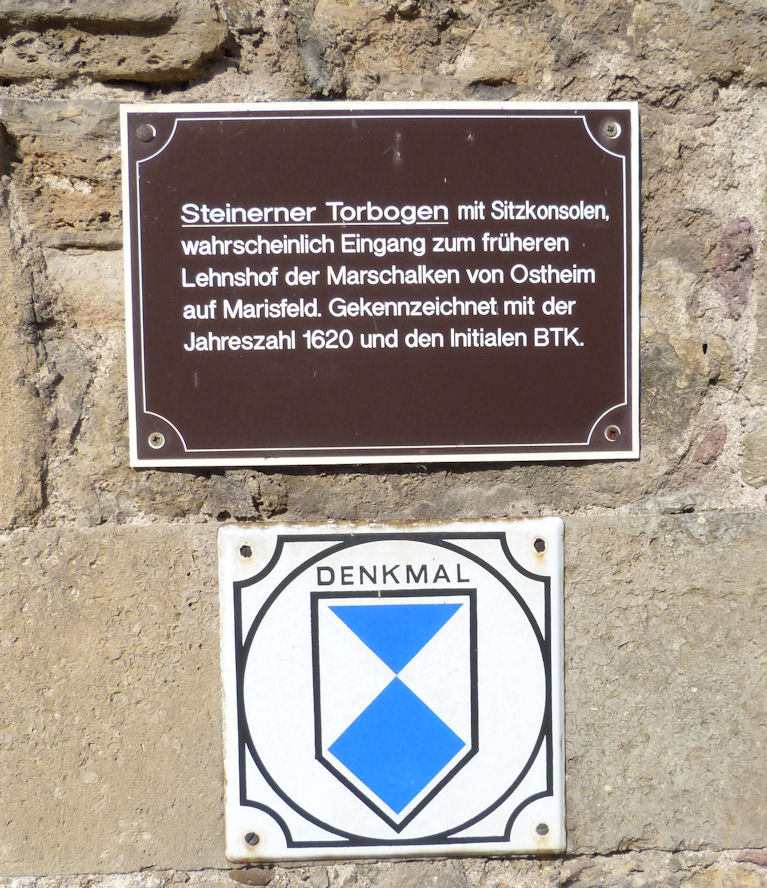 Steinerner Torbogen mit Sitzkonsolen,
wahrscheinlich Eingang zum früheren
Lehnshof der Marschalken von Ostheim
auf Marisfeld. Gekennzeichnet mit der
Jahreszahl 1620 und den Initialen BTK.
DENKMAL